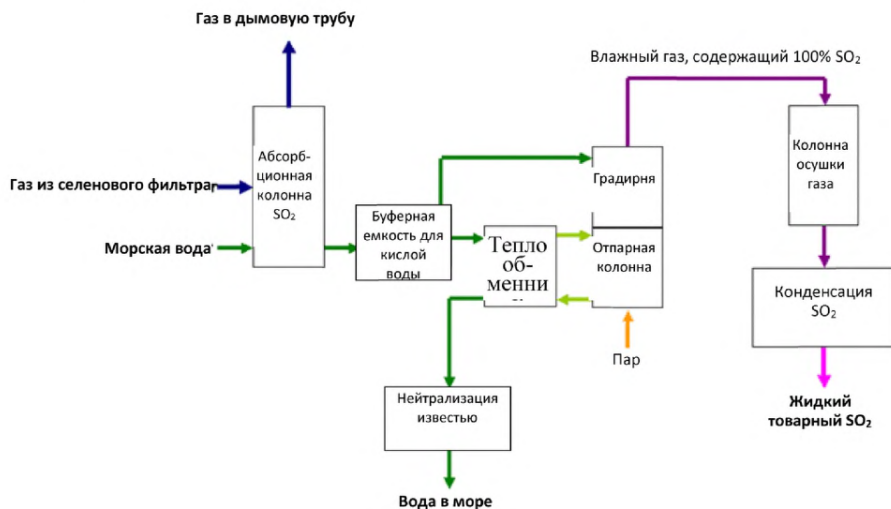 Газ в дымовую трубу
Влажный газ, содержащий 100% SO₂
Абсорб-
ционная
колонна
SO₂
Колонна
осушки
газа
Градирня
Газ из селенового фильтра
Буферная
емкость для
кислой
воды
Морская вода
Тепло
об-
менни
Отпарная
колонна
Конденсация
SO₂
Пар
Нейтрализация
известью
Жидкий
товарный SO₂
Вода в море